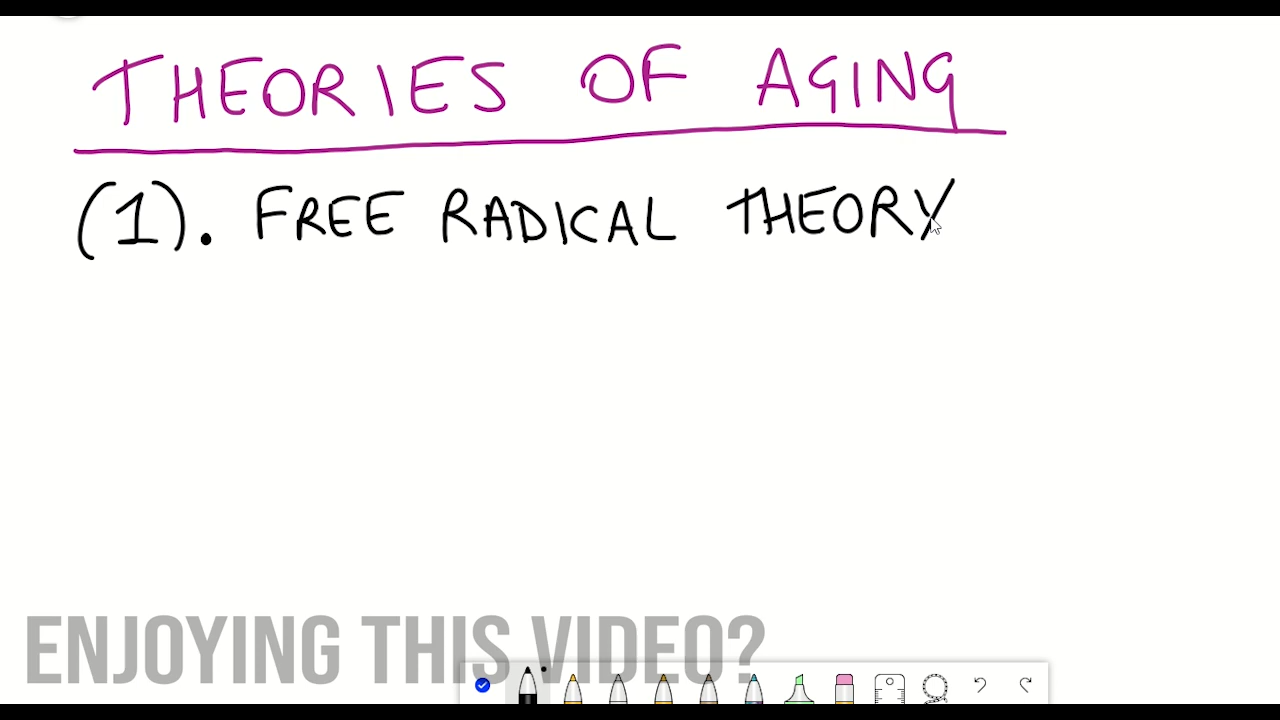 THEORIES OF AGING
(1). FREE RADICAL THEORY
ENJOYING THIS VIDEO?